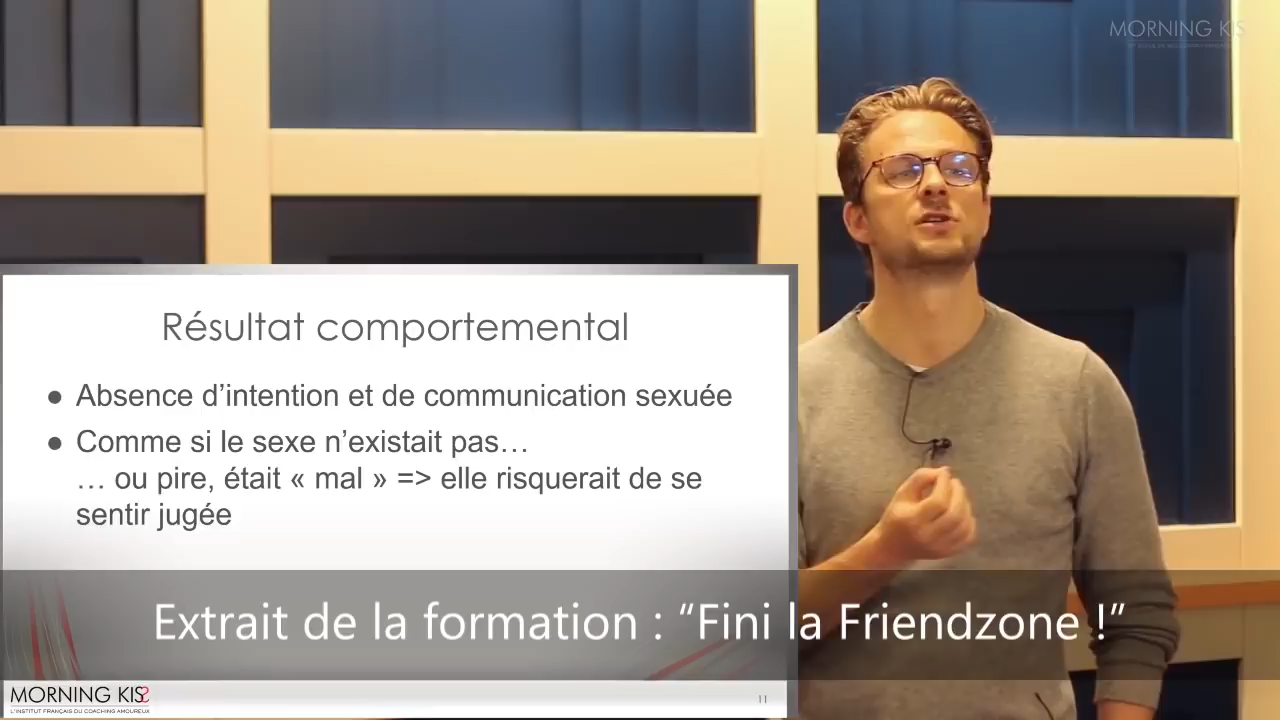 MORNING KIS
Résultat comportemental
● Absence d’intention et de communication sexuée
● Comme si le sexe n’existait pas…
… ou pire, était « mal » => elle risquerait de se
sentir jugée
Extrait de la formation : “Fini la Friendzone !”
MORNING KISS
L'INSTITUT FRANÇAIS DU COACHING AMOUREUX
11